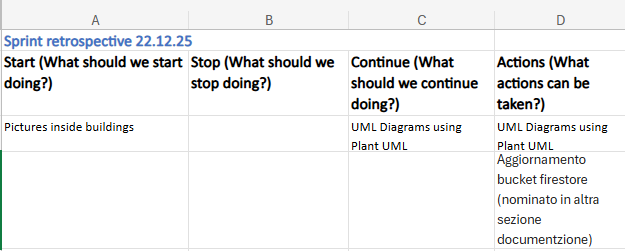 A B C D
Sprint retrospective 22.12.25
Start (What should we start doing?)
Stop (What should we stop doing?)
Continue (What should we continue doing?)
Actions (What actions can be taken?)
Pictures inside buildings
UML Diagrams using Plant UML
UML Diagrams using Plant UML
Aggiornamento bucket firestore (nominato in altra sezione documentzione)